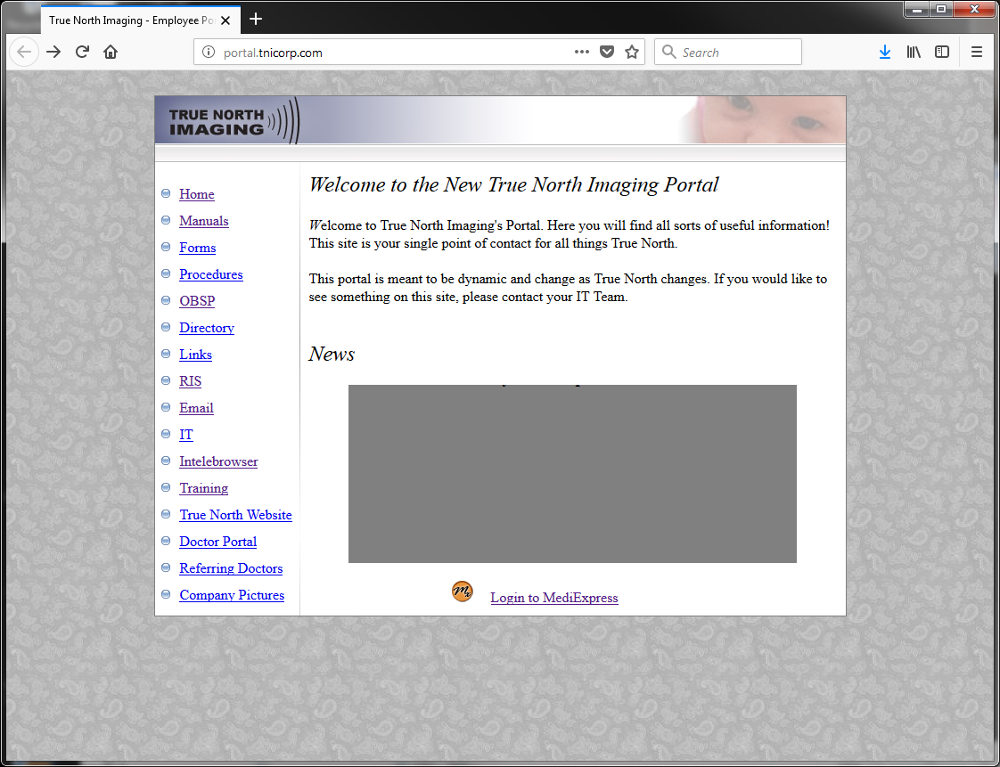 True North Imaging - Employee Po
portal.tnicorp.com
Search
TRUE NORTH
IMAGING
Home
Manuals
Forms
Procedures
OBSP
Directory
Links
RIS
Email
IT
Intelebrowser
Training
True North Website
Doctor Portal
Referring Doctors
Company Pictures
Welcome to the New True North Imaging Portal
Welcome to True North Imaging's Portal. Here you will find all sorts of useful information!
This site is your single point of contact for all things True North.
This portal is meant to be dynamic and change as True North changes. If you would like to
see something on this site, please contact your IT Team.
News
Mx
Login to MediExpress